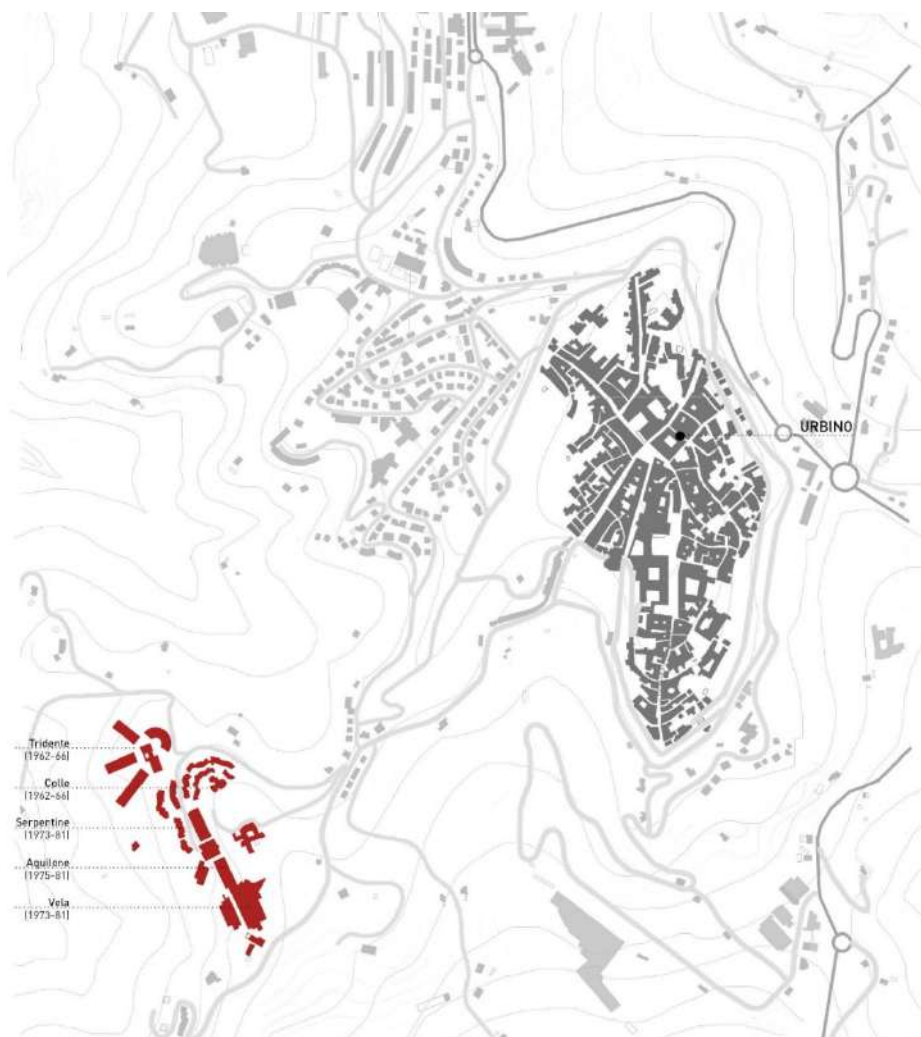 URBINO
Tridente
(1962-66)
Colle
(1962-66)
Serpentine
(1973-81)
Aquilone
(1975-81)
Vela
(1973-81)